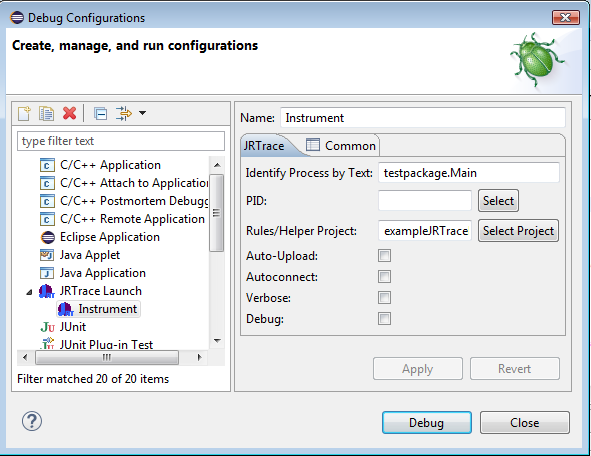 Debug Configurations
Create, manage, and run configurations
type filter text
C/C++ Application
C/C++ Attach to Application
C/C++ Postmortem Debugg
C/C++ Remote Application
Eclipse Application
Java Applet
Java Application
JRTrace Launch
Instrument
JUnit
JUnit Plug-in Test
Filter matched 20 of 20 items
Name: Instrument
JRTrace Common
Identify Process by Text: testpackage.Main
PID: Select
Rules/Helper Project: exampleJRTrace Select Project
Auto-Upload:
Autoconnect:
Verbose:
Debug:
Apply Revert
Debug Close